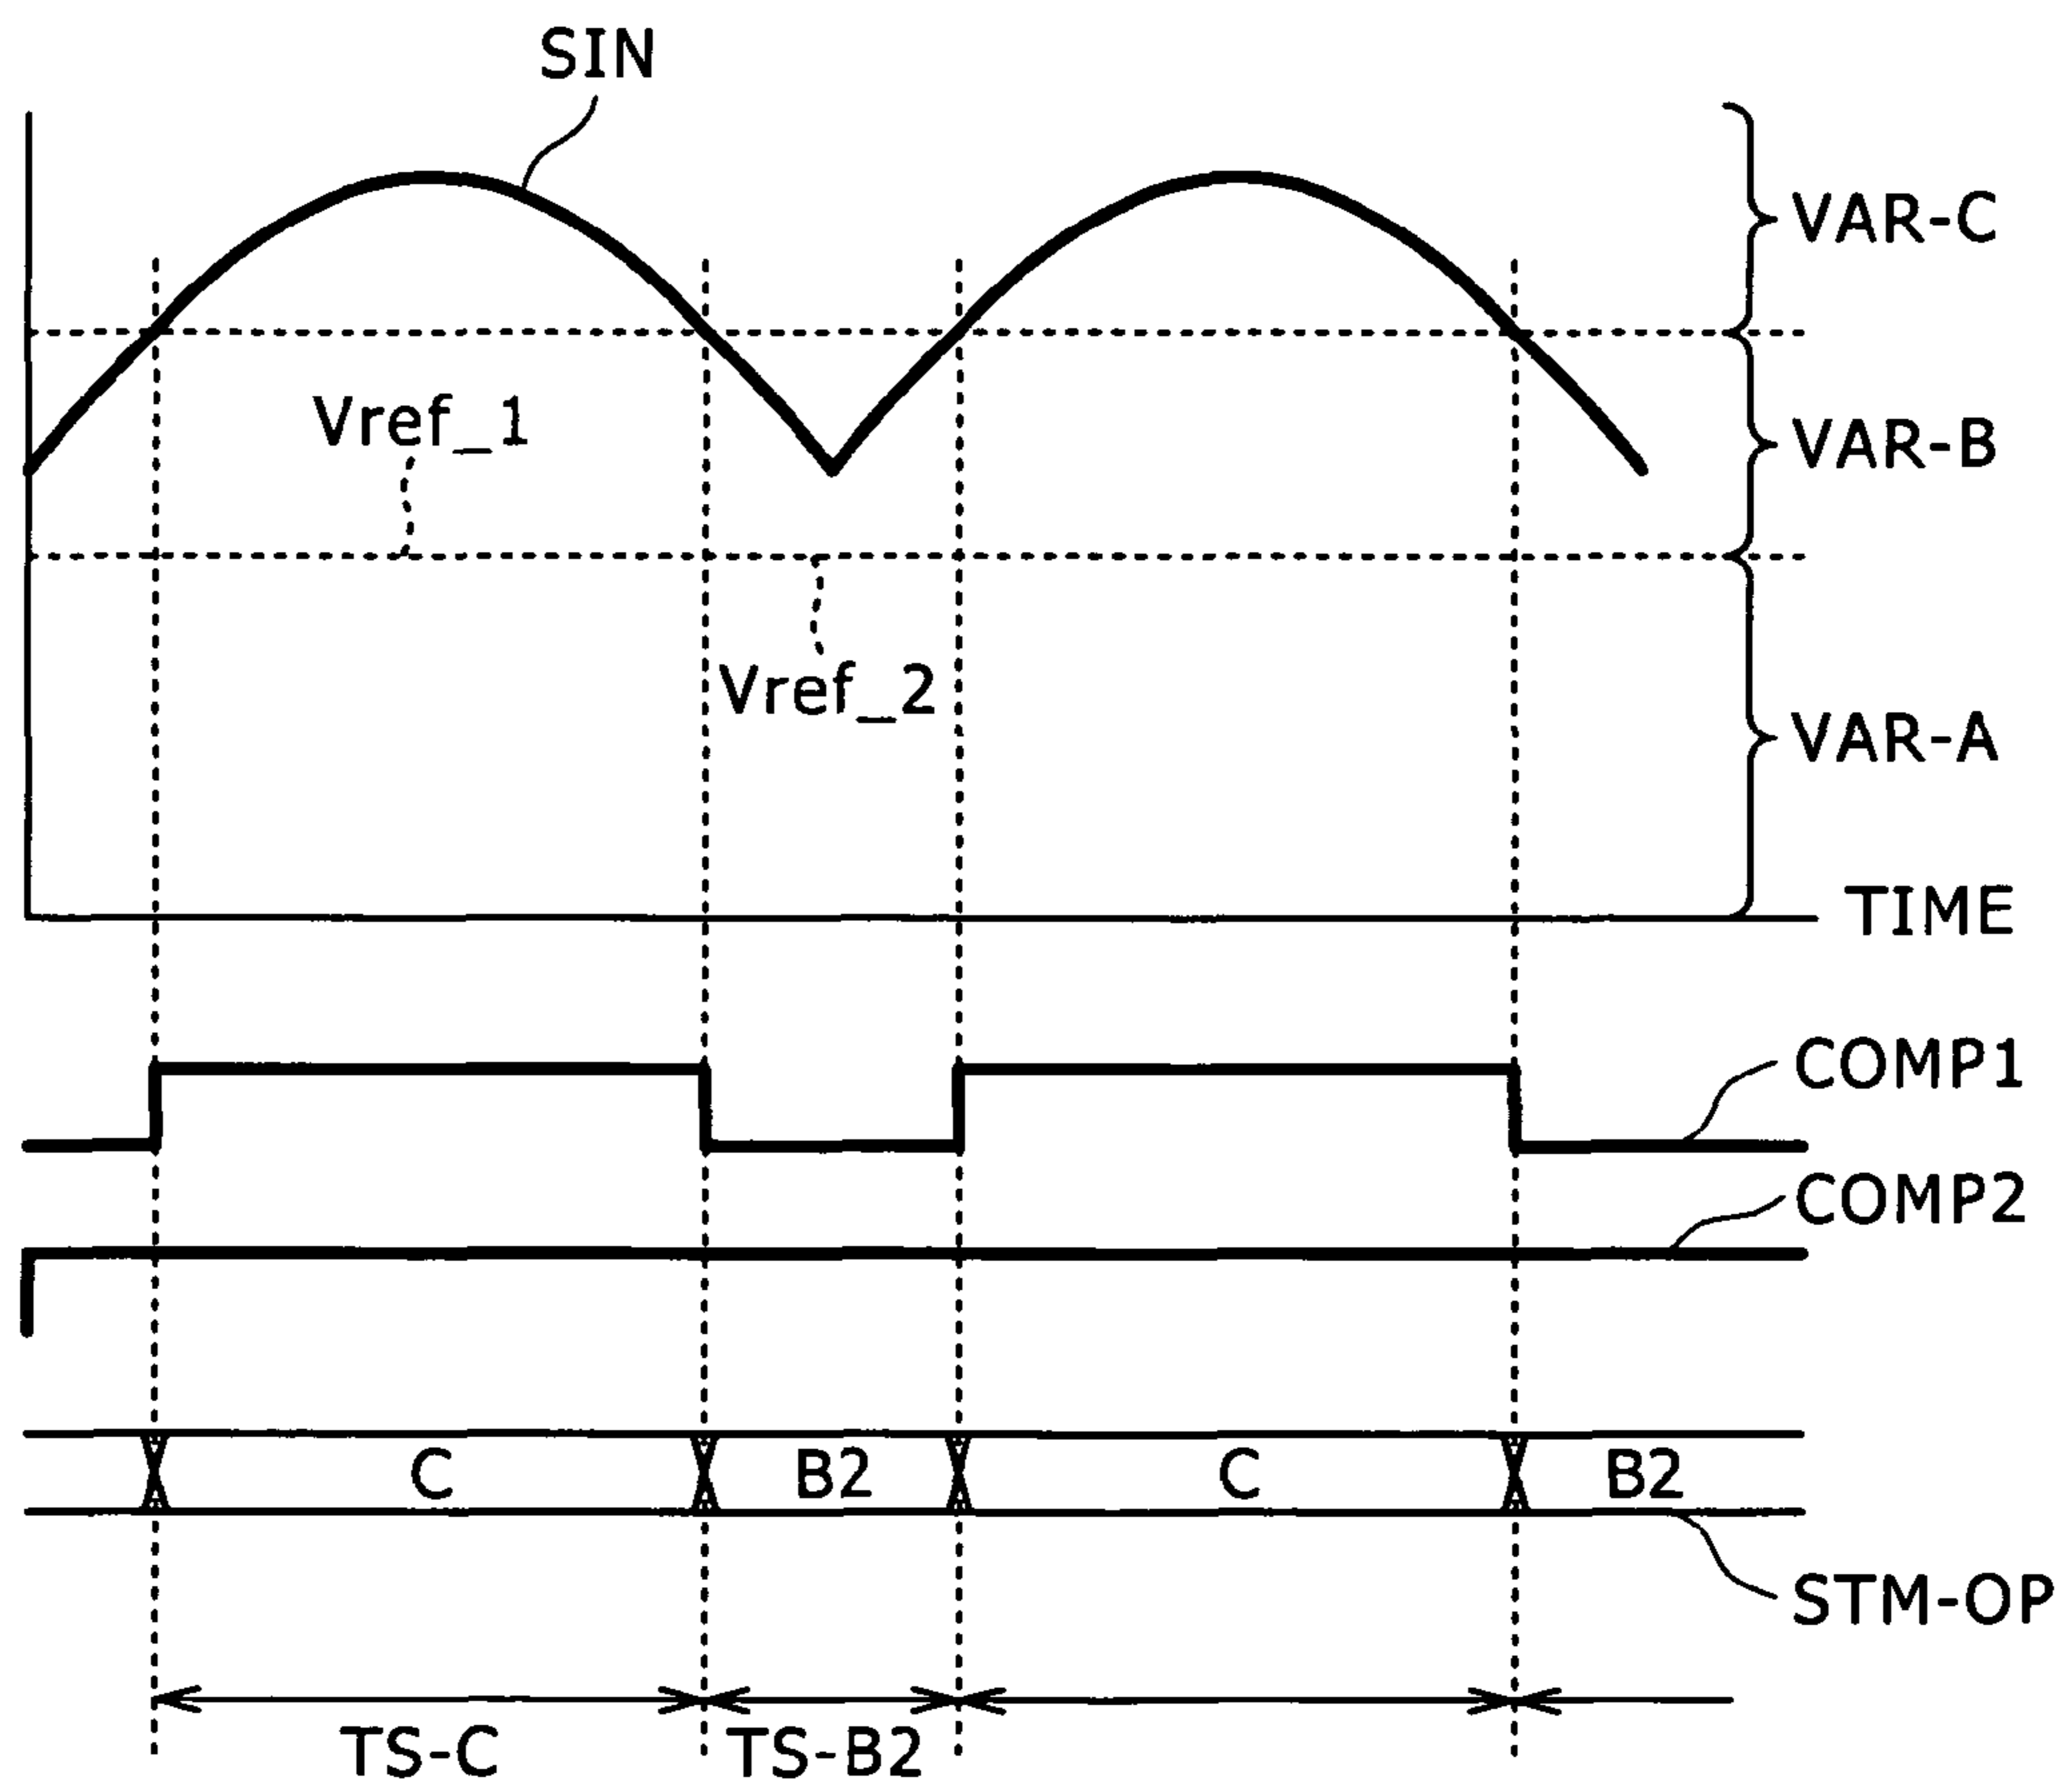 SIN
VAR-C
Vref_1
VAR-B
Vref_2
VAR-A
TIME
COMP1
COMP2
C
B2
C
B2
STM-OP
TS-C
TS-B2